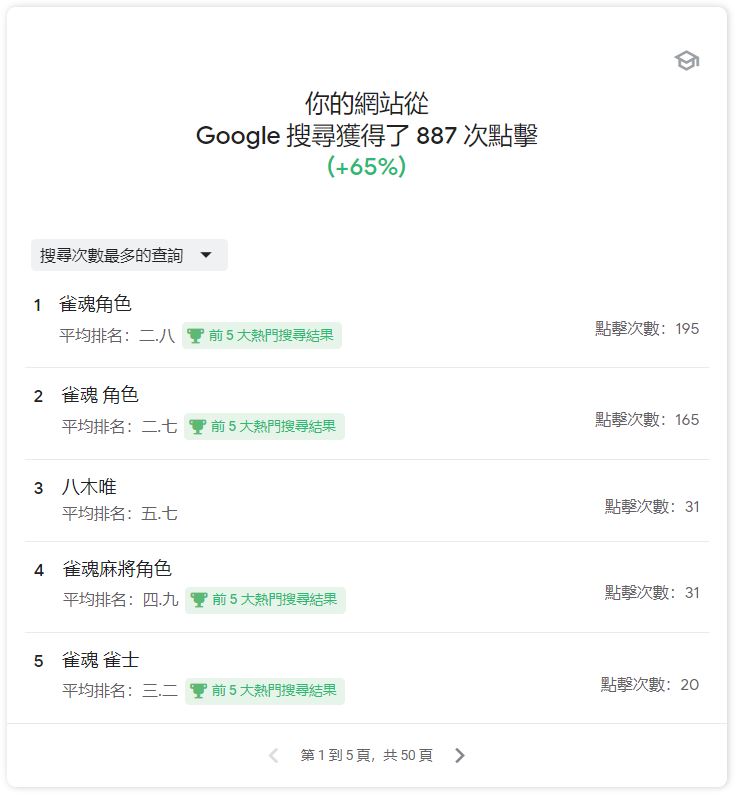 你的網站從
Google 搜尋獲得了 887 次點擊
(+65%)
搜尋次數最多的查詢
1 雀魂角色
平均排名：二.八 前 5 大熱門搜尋結果 點擊次數：195
2 雀魂 角色
平均排名：二.七 前 5 大熱門搜尋結果 點擊次數：165
3 八木唯
平均排名：五.七 點擊次數：31
4 雀魂麻將角色
平均排名：四.九 前 5 大熱門搜尋結果 點擊次數：31
5 雀魂 雀士
平均排名：三.二 前 5 大熱門搜尋結果 點擊次數：20
第 1 到 5 頁，共 50 頁